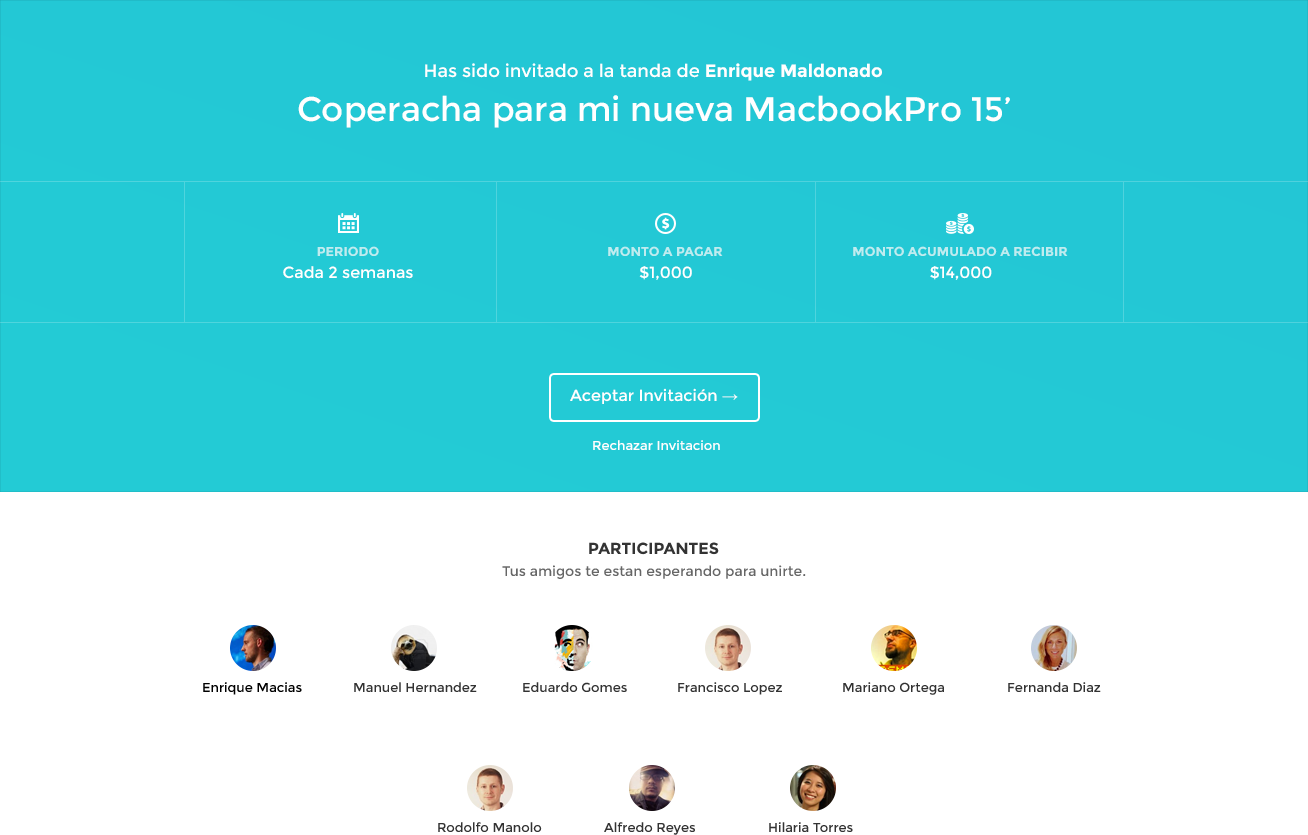 Has sido invitado a la tanda de Enrique Maldonado
Coperacha para mi nueva MacbookPro 15’
PERIODO
Cada 2 semanas
MONTO A PAGAR
$1,000
MONTO ACUMULADO A RECIBIR
$14,000
Aceptar Invitación →
Rechazar Invitacion
PARTICIPANTES
Tus amigos te estan esperando para unirte.
Enrique Macias
Manuel Hernandez
Eduardo Gomes
Francisco Lopez
Mariano Ortega
Fernanda Diaz
Rodolfo Manolo
Alfredo Reyes
Hilaria Torres